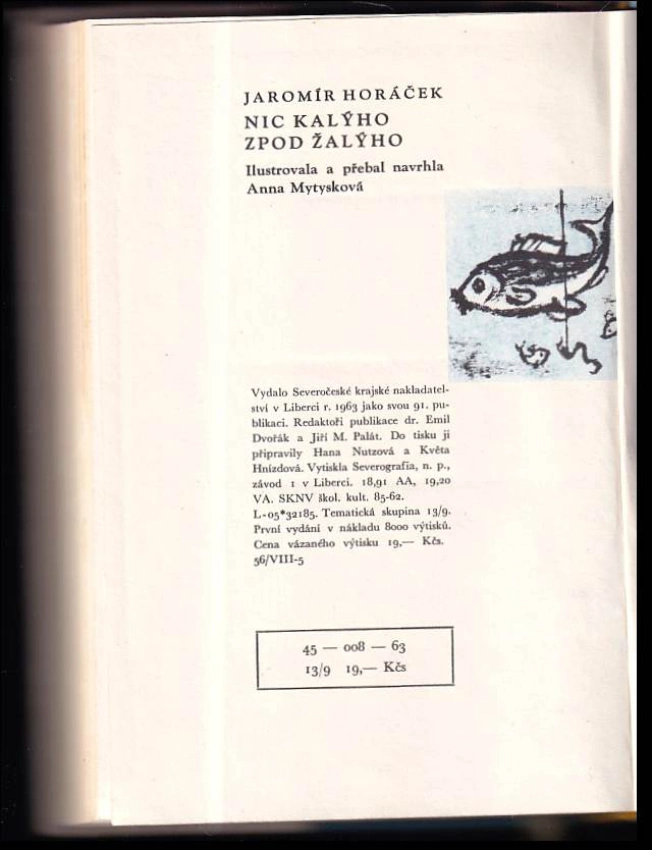 JAROMÍR HORÁČEK
NIC KALÝHO
ZPOD ŽALÝHO
Ilustrovala a přebal navrhla
Anna Mytysková
Vydalo Severočeské krajské nakladatel-
ství v Liberci r. 1963 jako svou 91. pu-
blikaci. Redaktoři publikace dr. Emil
Dvořák a Jiří M. Palát. Do tisku ji
připravily Hana Nutzová a Květa
Hnízdová. Vytiskla Severografia, n. p.,
závod 1 v Liberci. 18,91 AA, 19,20
VA. SKNV škol. kult. 85-62.
L-05*32185. Tematická skupina 13/9.
První vydání v nákladu 8000 výtisků.
Cena vázaného výtisku 19,— Kčs.
56/VIII-5
45 — 008 — 63
13/9 19,— Kčs